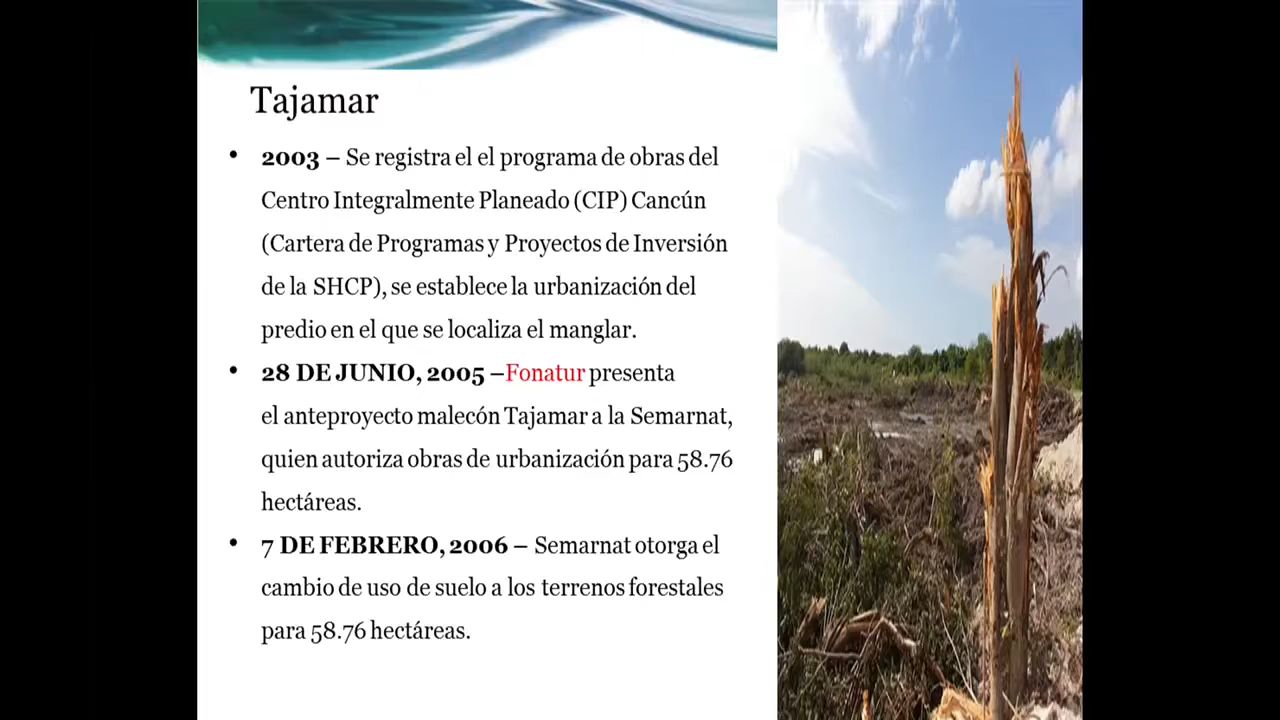 Tajamar
• 2003 – Se registra el el programa de obras del
Centro Integralmente Planeado (CIP) Cancún
(Cartera de Programas y Proyectos de Inversión
de la SHCP), se establece la urbanización del
predio en el que se localiza el manglar.
• 28 DE JUNIO, 2005 –Fonatur presenta
el anteproyecto malecón Tajamar a la Semarnat,
quien autoriza obras de urbanización para 58.76
hectáreas.
• 7 DE FEBRERO, 2006 – Semarnat otorga el
cambio de uso de suelo a los terrenos forestales
para 58.76 hectáreas.